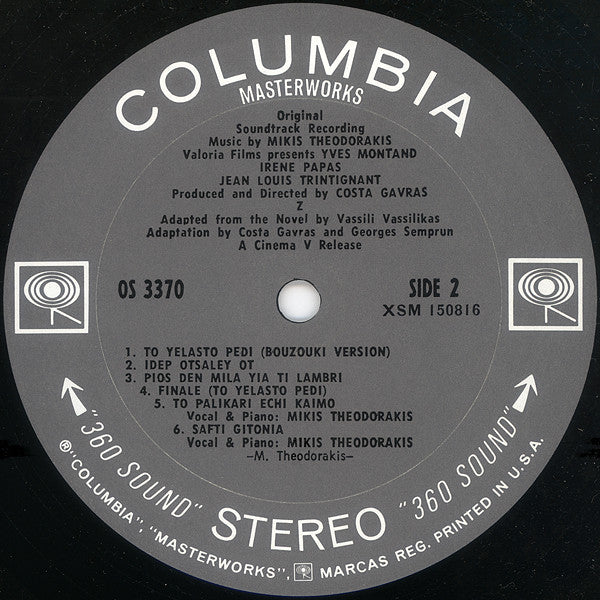 COLUMBIA
MASTERWORKS
Original
Soundtrack Recording
Music by MIKIS THEODORAKIS
Valoria Films presents YVES MONTAND
IRENE PAPAS
JEAN LOUIS TRINTIGNANT
Produced and Directed by COSTA GAVRAS
Z
Adapted from the Novel by Vassili Vassilikas
Adaptation by Costa Gavras and Georges Semprun
A Cinema V Release
OS 3370
SIDE 2
XSM 150816
1. TO YELASTO PEDI (BOUZOUKI VERSION)
2. IDEP OTSALEY OT
3. PIOS DEN MILA YIA TI LAMBRI
4. FINALE (TO YELASTO PEDI)
5. TO PALIKARI ECHI KAIMO
Vocal & Piano: MIKIS THEODORAKIS
6. SAFTI GITONIA
Vocal & Piano: MIKIS THEODORAKIS
—M. Theodorakis—
"360 SOUND" STEREO "360 SOUND"
®"COLUMBIA", "MASTERWORKS", MARCAS REG. PRINTED IN U.S.A.